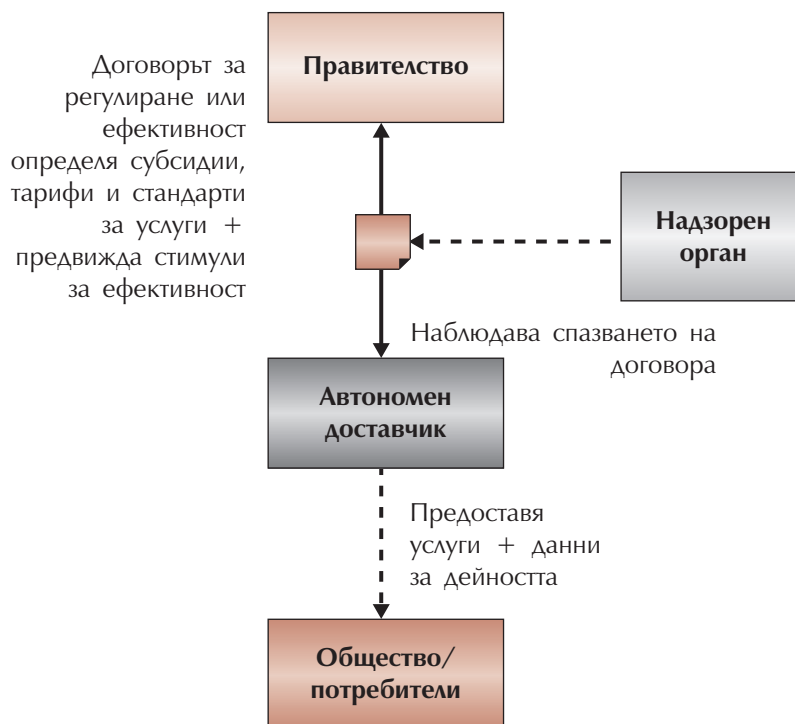 Правителство
Договорът за
регулиране или
ефективност
определя субсидии,
тарифи и стандарти
за услуги +
предвижда стимули
за ефективност
Надзорен
орган
Наблюдава спазването на
договора
Автономен
доставчик
Предоставя
услуги + данни
за дейността
Общество/
потребители